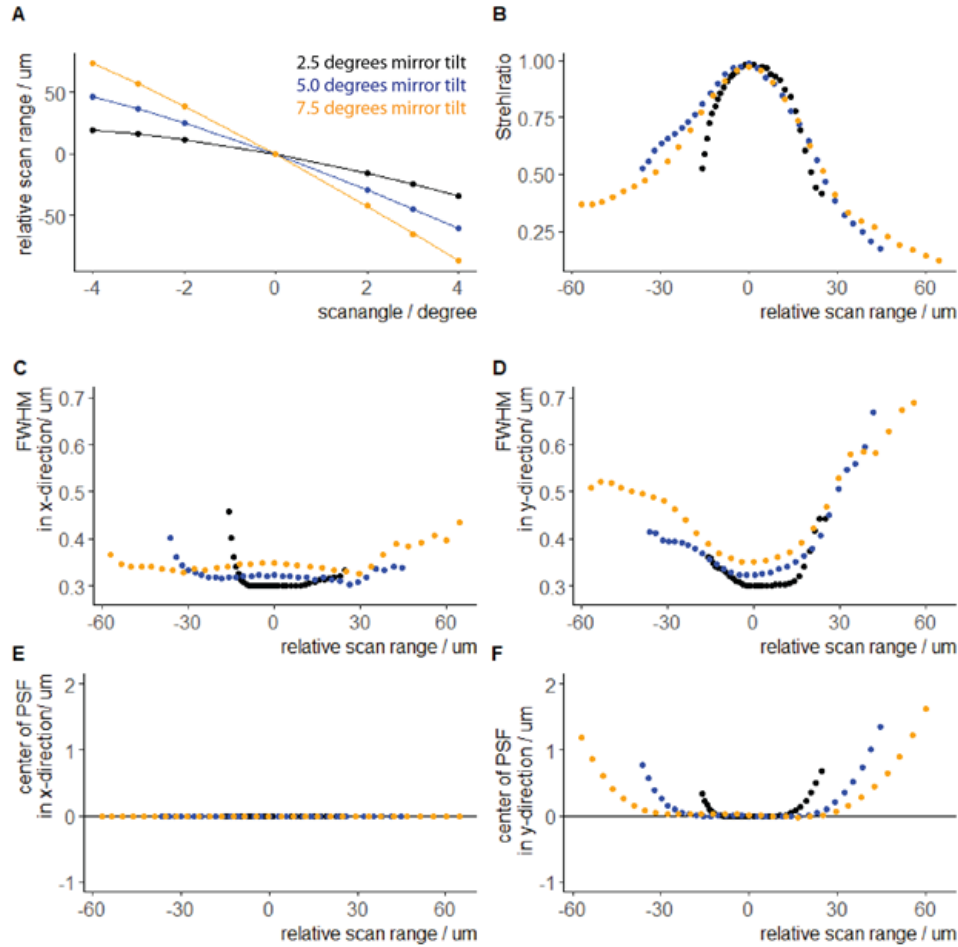 A
relative scan range / um
50
0
-50
-4
-2
0
2
4
scanangle / degree
2.5 degrees mirror tilt
5.0 degrees mirror tilt
7.5 degrees mirror tilt
B
Strehlratio
1.00
0.75
0.50
0.25
-60
-30
0
30
60
relative scan range / um
C
FWHM
in x-direction/ um
0.7
0.6
0.5
0.4
0.3
-60
-30
0
30
60
relative scan range / um
D
FWHM
in y-direction/ um
0.7
0.6
0.5
0.4
0.3
-60
-30
0
30
60
relative scan range / um
E
center of PSF
in x-direction/ um
2
1
0
-1
-60
-30
0
30
60
relative scan range / um
F
center of PSF
in y-direction / um
2
1
0
-1
-60
-30
0
30
60
relative scan range / um